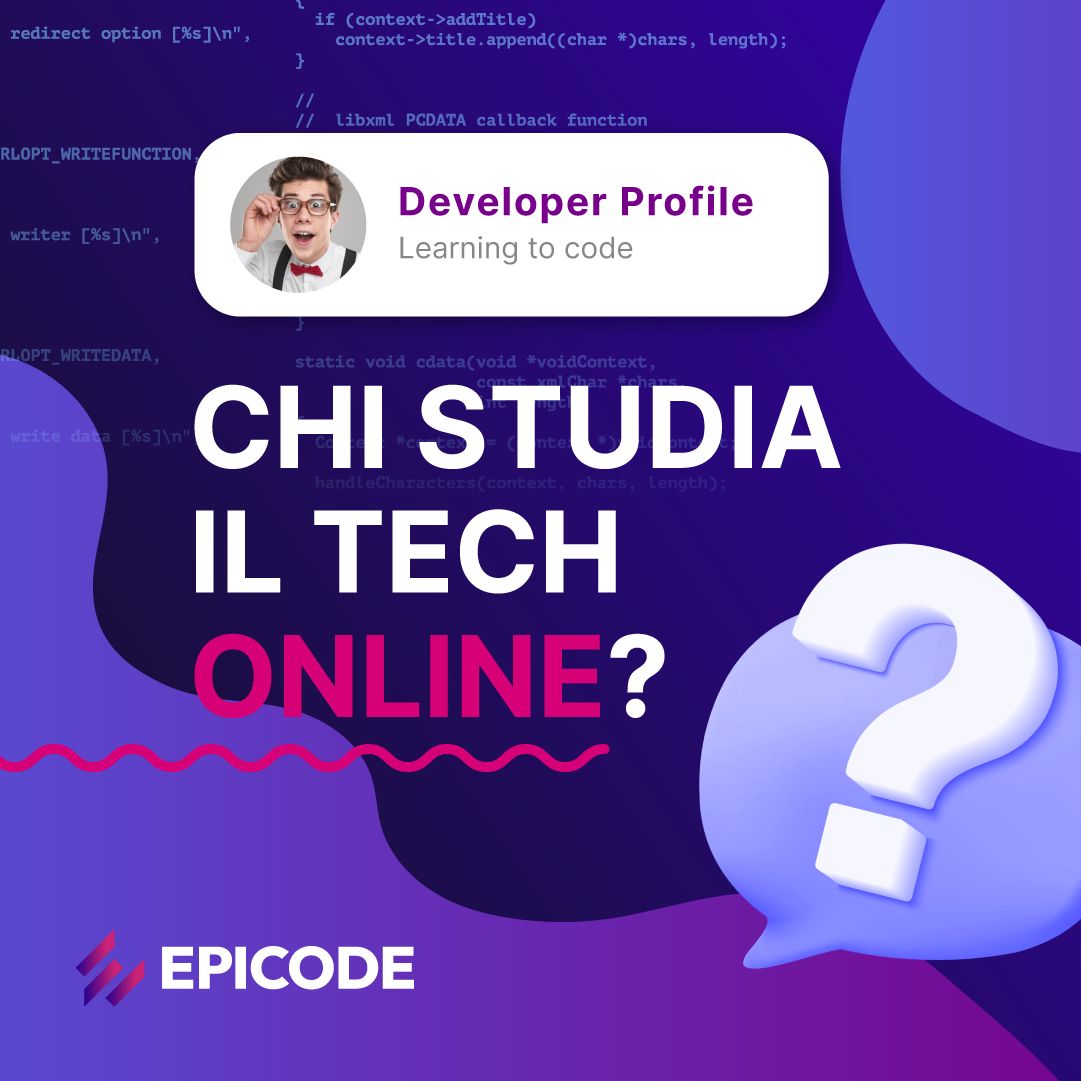 {
if (context->addTitle)
redirect option [%s]\n",
context->title.append((char *)chars, length);
}
//
// libxml PCDATA callback function
RLOPT_WRITEFUNCTION,
Developer Profile
writer [%s]\n",
Learning to code
}
RLOPT_WRITEDATA,
static void cdata(void *voidContext,
const xmlChar *chars,
CHI STUDIA
write data [%s]\n"
handleCharacters(context, chars, length);
IL TECH
ONLINE?
EPICODE